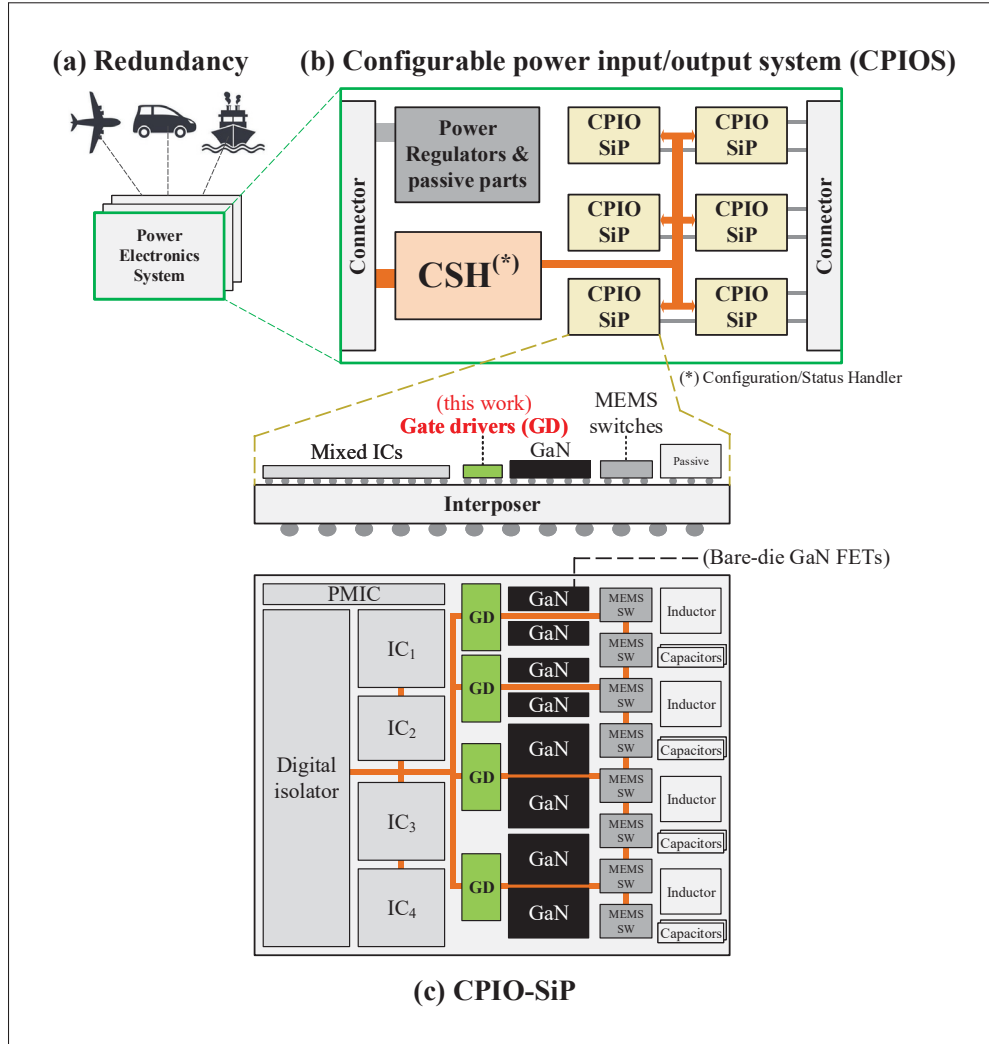 (a) Redundancy
(b) Configurable power input/output system (CPIOS)
Power
Electronics
System
Connector
Power
Regulators &
passive parts
CSH(*)
CPIO
SiP
CPIO
SiP
CPIO
SiP
CPIO
SiP
CPIO
SiP
CPIO
SiP
Connector
(*) Configuration/Status Handler
(this work)
Gate drivers (GD)
MEMS
switches
Mixed ICs
GaN
Passive
Interposer
(Bare-die GaN FETs)
PMIC
Digital
isolator
IC1
IC2
IC3
IC4
GD
GD
GD
GD
GaN
GaN
GaN
GaN
GaN
GaN
GaN
GaN
MEMS
SW
MEMS
SW
MEMS
SW
MEMS
SW
MEMS
SW
MEMS
SW
MEMS
SW
MEMS
SW
Inductor
Capacitors
Inductor
Capacitors
Inductor
Capacitors
Inductor
Capacitors
(c) CPIO-SiP